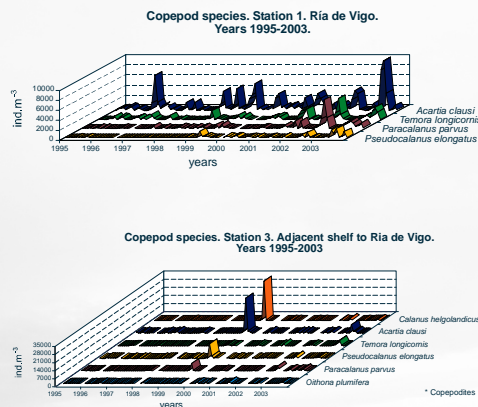 Copepod species. Station 1. Ría de Vigo.
Years 1995-2003.
ind.m⁻³
10000
8000
6000
4000
2000
0
1995 1996 1997 1998 1999 2000 2001 2002 2003
years
Acartia clausi
Temora longicornis
Paracalanus parvus
Pseudocalanus elongatus
Copepod species. Station 3. Adjacent shelf to Ria de Vigo.
Years 1995-2003
ind.m⁻³
35000
28000
21000
14000
7000
0
1995 1996 1997 1998 1999 2000 2001 2002 2003
years
Calanus helgolandicus*
Acartia clausi
Temora longicornis
Pseudocalanus elongatus
Paracalanus parvus
Oithona plumifera
* Copepodites